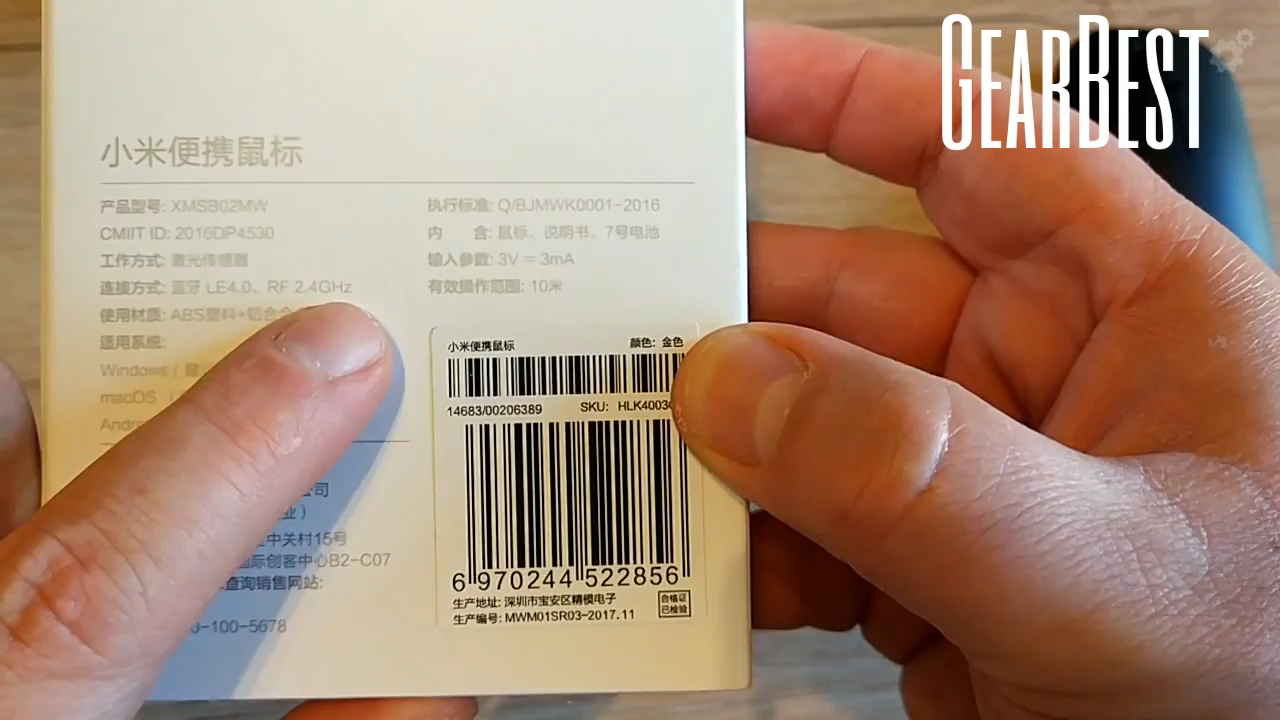 GEARBEST
小米便携鼠标
产品型号: XMSB02MW
CMIIT ID: 2016DP4530
工作方式: 激光传感器
连接方式: 蓝牙 LE4.0、RF 2.4GHz
使用材质: ABS塑料+铝合金
适用系统:
Windows (
macOS (
执行标准: Q/BJMWK0001-2016
内 含: 鼠标、说明书、7号电池
输入参数: 3V = 3mA
有效操作范围: 10米
公司
业）
中关村15号
国际创客中心B2-C07
查询销售网站:
0-100-5678
小米便携鼠标 颜色: 金色
14683/00206389 SKU: HLK4003
6 970244 522856
生产地址: 深圳市宝安区精模电子
生产编号: MWM01SR03-2017.11
合格证
已检验